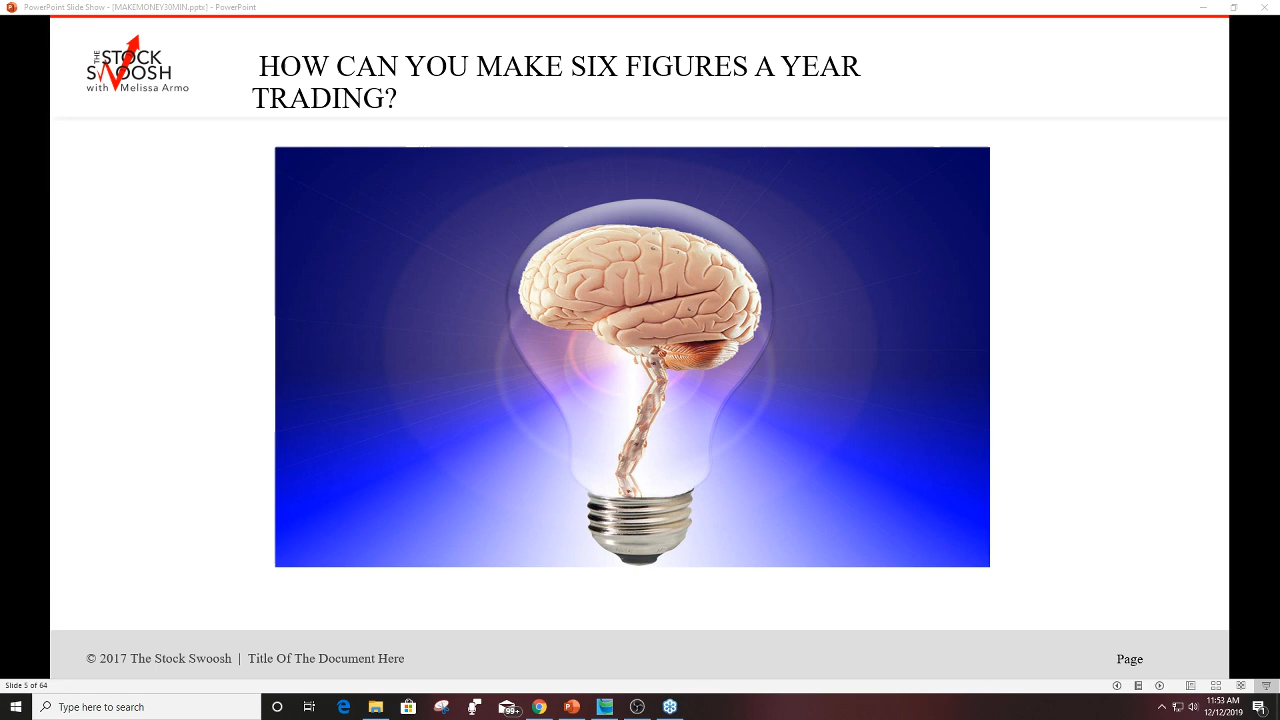 PowerPoint Slide Show - [MAKEMONEY30MIN.pptx] - PowerPoint
THE
STOCK
SWOOSH
with Melissa Armo
HOW CAN YOU MAKE SIX FIGURES A YEAR
TRADING?
© 2017 The Stock Swoosh | Title Of The Document Here
Page
Slide 5 of 64
Type here to search
99+
11:53 AM
12/12/2019
1